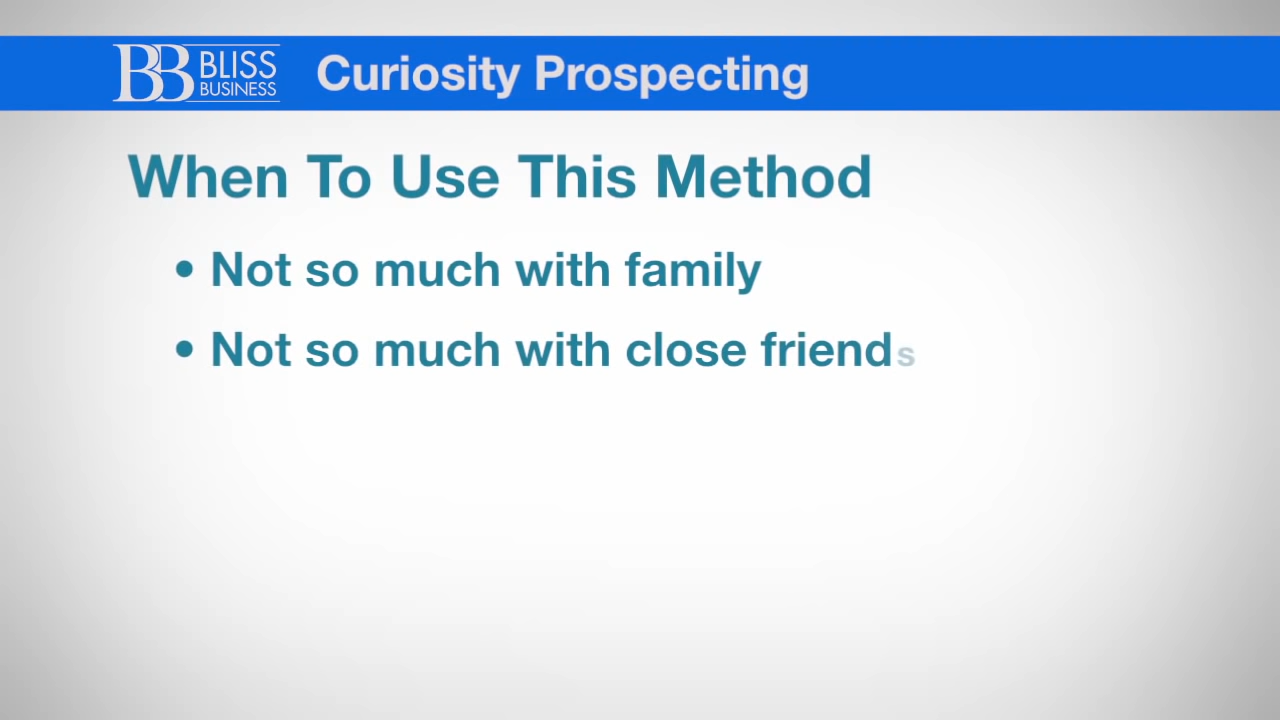 BB BLISS
BUSINESS
Curiosity Prospecting
When To Use This Method
• Not so much with family
• Not so much with close friends